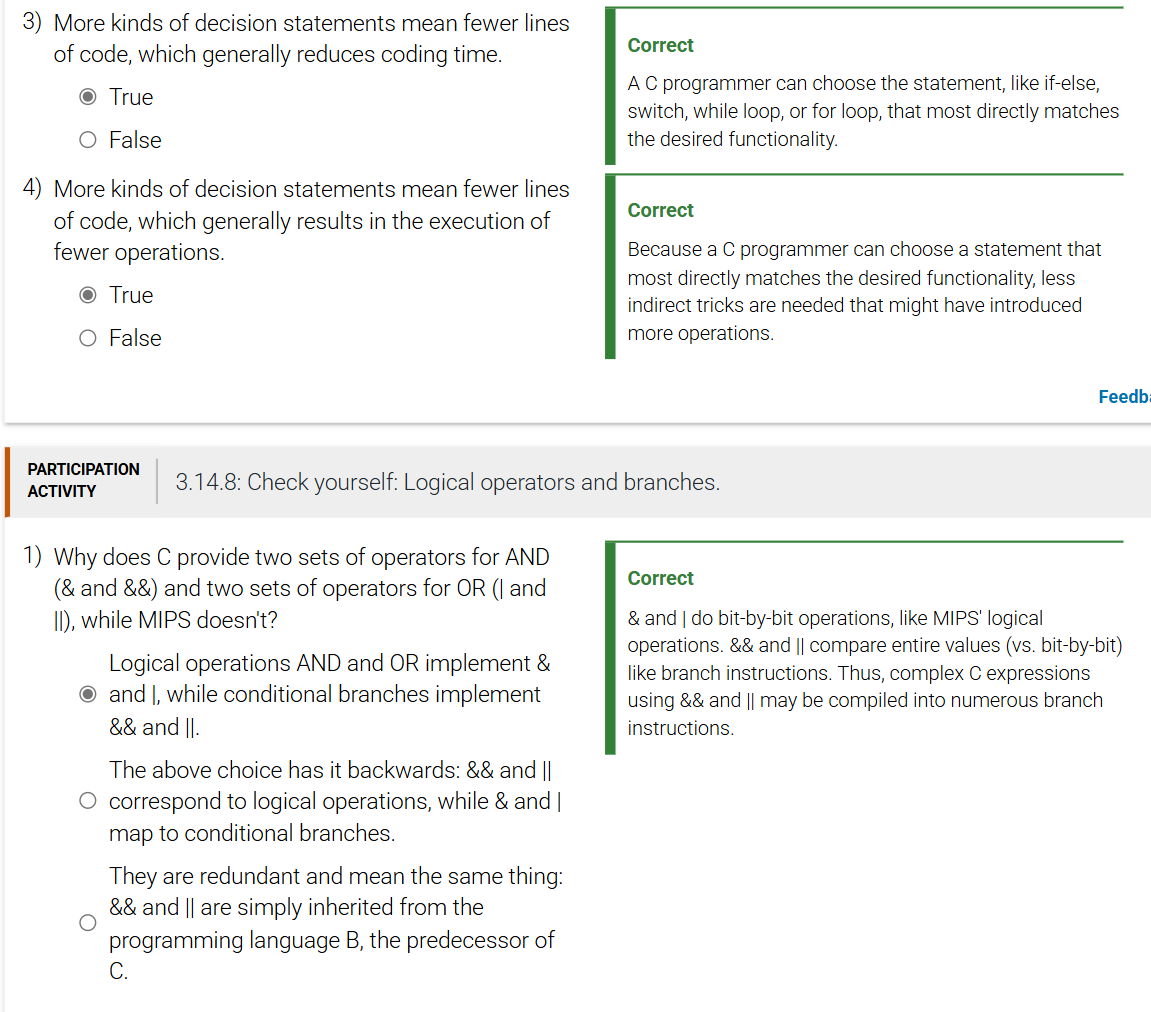 3) More kinds of decision statements mean fewer lines
of code, which generally reduces coding time.
True
False
Correct
A C programmer can choose the statement, like if-else,
switch, while loop, or for loop, that most directly matches
the desired functionality.
4) More kinds of decision statements mean fewer lines
of code, which generally results in the execution of
fewer operations.
True
False
Correct
Because a C programmer can choose a statement that
most directly matches the desired functionality, less
indirect tricks are needed that might have introduced
more operations.
Feedba
PARTICIPATION
ACTIVITY
3.14.8: Check yourself: Logical operators and branches.
1) Why does C provide two sets of operators for AND
(& and &&) and two sets of operators for OR (| and
||), while MIPS doesn't?
Logical operations AND and OR implement &
and |, while conditional branches implement
&& and ||.
The above choice has it backwards: && and ||
correspond to logical operations, while & and |
map to conditional branches.
They are redundant and mean the same thing:
&& and || are simply inherited from the
programming language B, the predecessor of
C.
Correct
& and | do bit-by-bit operations, like MIPS' logical
operations. && and || compare entire values (vs. bit-by-bit)
like branch instructions. Thus, complex C expressions
using && and || may be compiled into numerous branch
instructions.